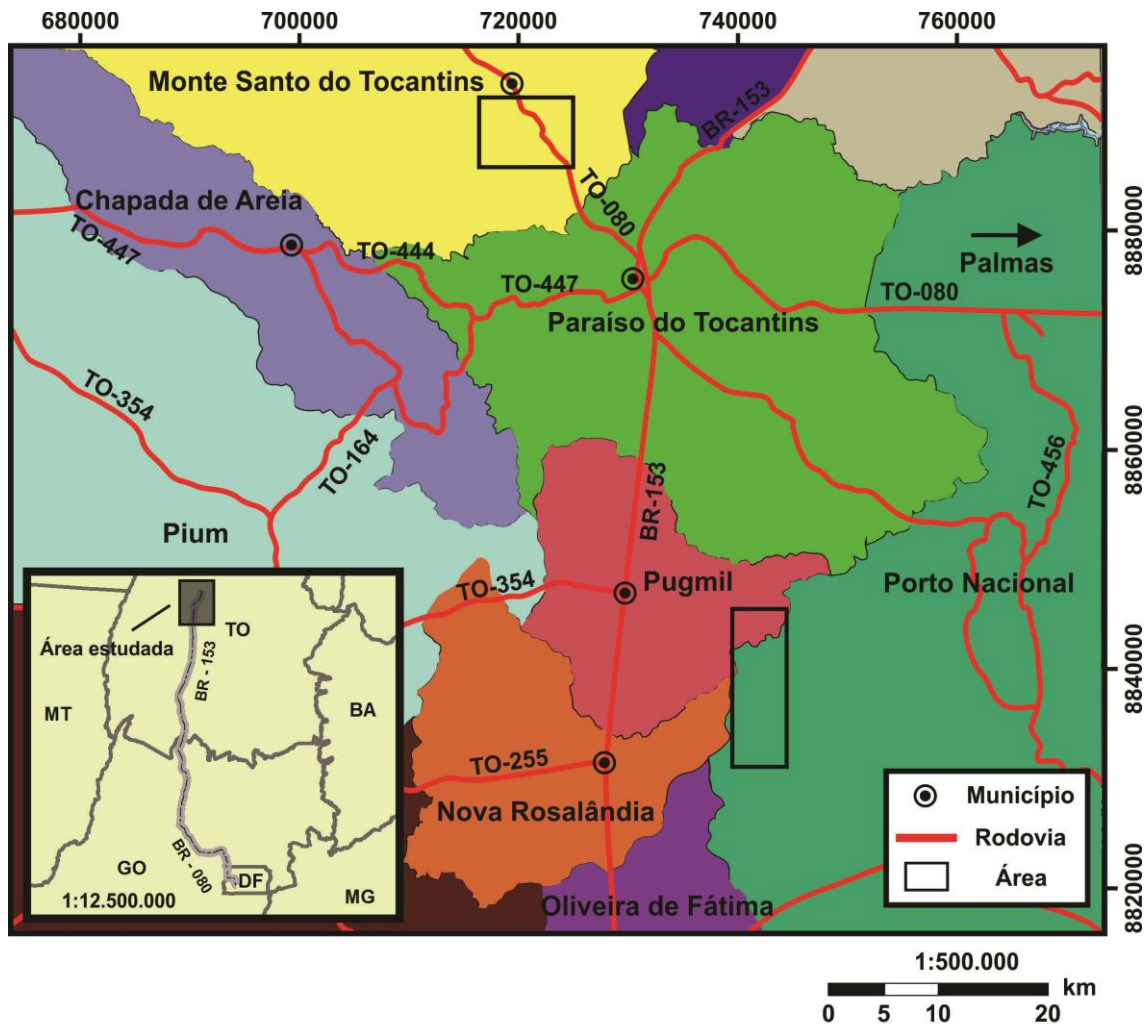 680000
700000
720000
740000
760000
Monte Santo do Tocantins
BR-153
Chapada de Areia
TO-080
8880000
TO-447
TO-444
Palmas
TO-447
TO-080
Paraíso do Tocantins
TO-354
TO-164
8860000
TO-456
BR-153
Pium
TO-354
Pugmil
Porto Nacional
Área estudada
TO
BR - 153
8840000
MT
BA
TO-255
Nova Rosalândia
Município
Rodovia
Área
GO
BR - 080
DF
1:12.500.000
MG
Oliveira de Fátima
8820000
1:500.000
km
0 5 10 20